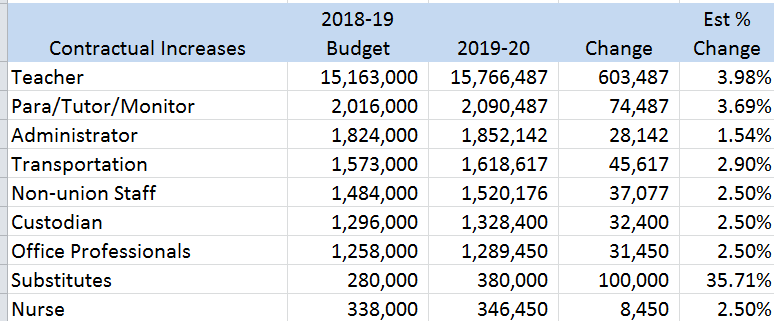 2018-19 Est %
Contractual Increases Budget 2019-20 Change Change
Teacher 15,163,000 15,766,487 603,487 3.98%
Para/Tutor/Monitor 2,016,000 2,090,487 74,487 3.69%
Administrator 1,824,000 1,852,142 28,142 1.54%
Transportation 1,573,000 1,618,617 45,617 2.90%
Non-union Staff 1,484,000 1,520,176 37,077 2.50%
Custodian 1,296,000 1,328,400 32,400 2.50%
Office Professionals 1,258,000 1,289,450 31,450 2.50%
Substitutes 280,000 380,000 100,000 35.71%
Nurse 338,000 346,450 8,450 2.50%